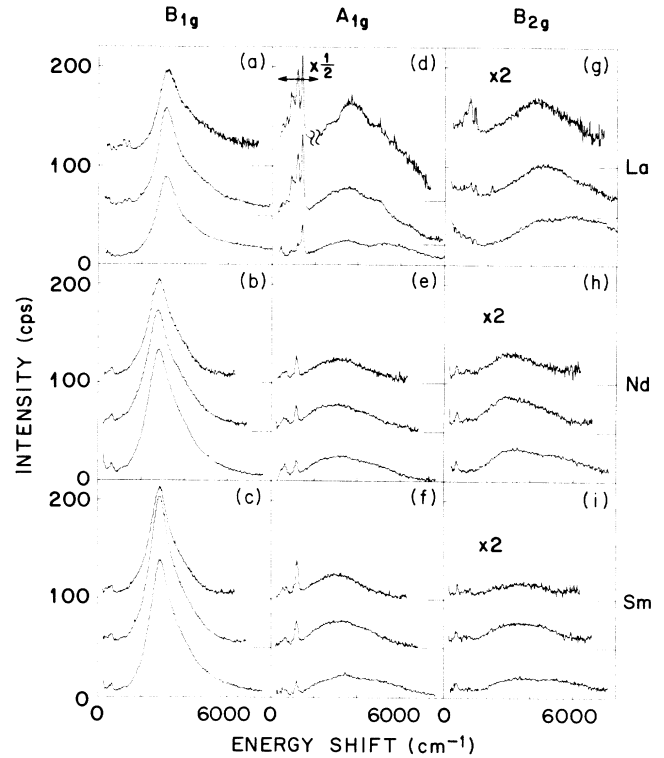 B1g A1g B2g
200 (a) x1/2 (d) x2 (g)
100 La
0
200 (b) (e) (h)
x2
100 Nd
0
200 (c) (f) (i)
x2
100 Sm
0
0 6000 0 6000 0 6000
INTENSITY (cps)
ENERGY SHIFT (cm⁻¹)